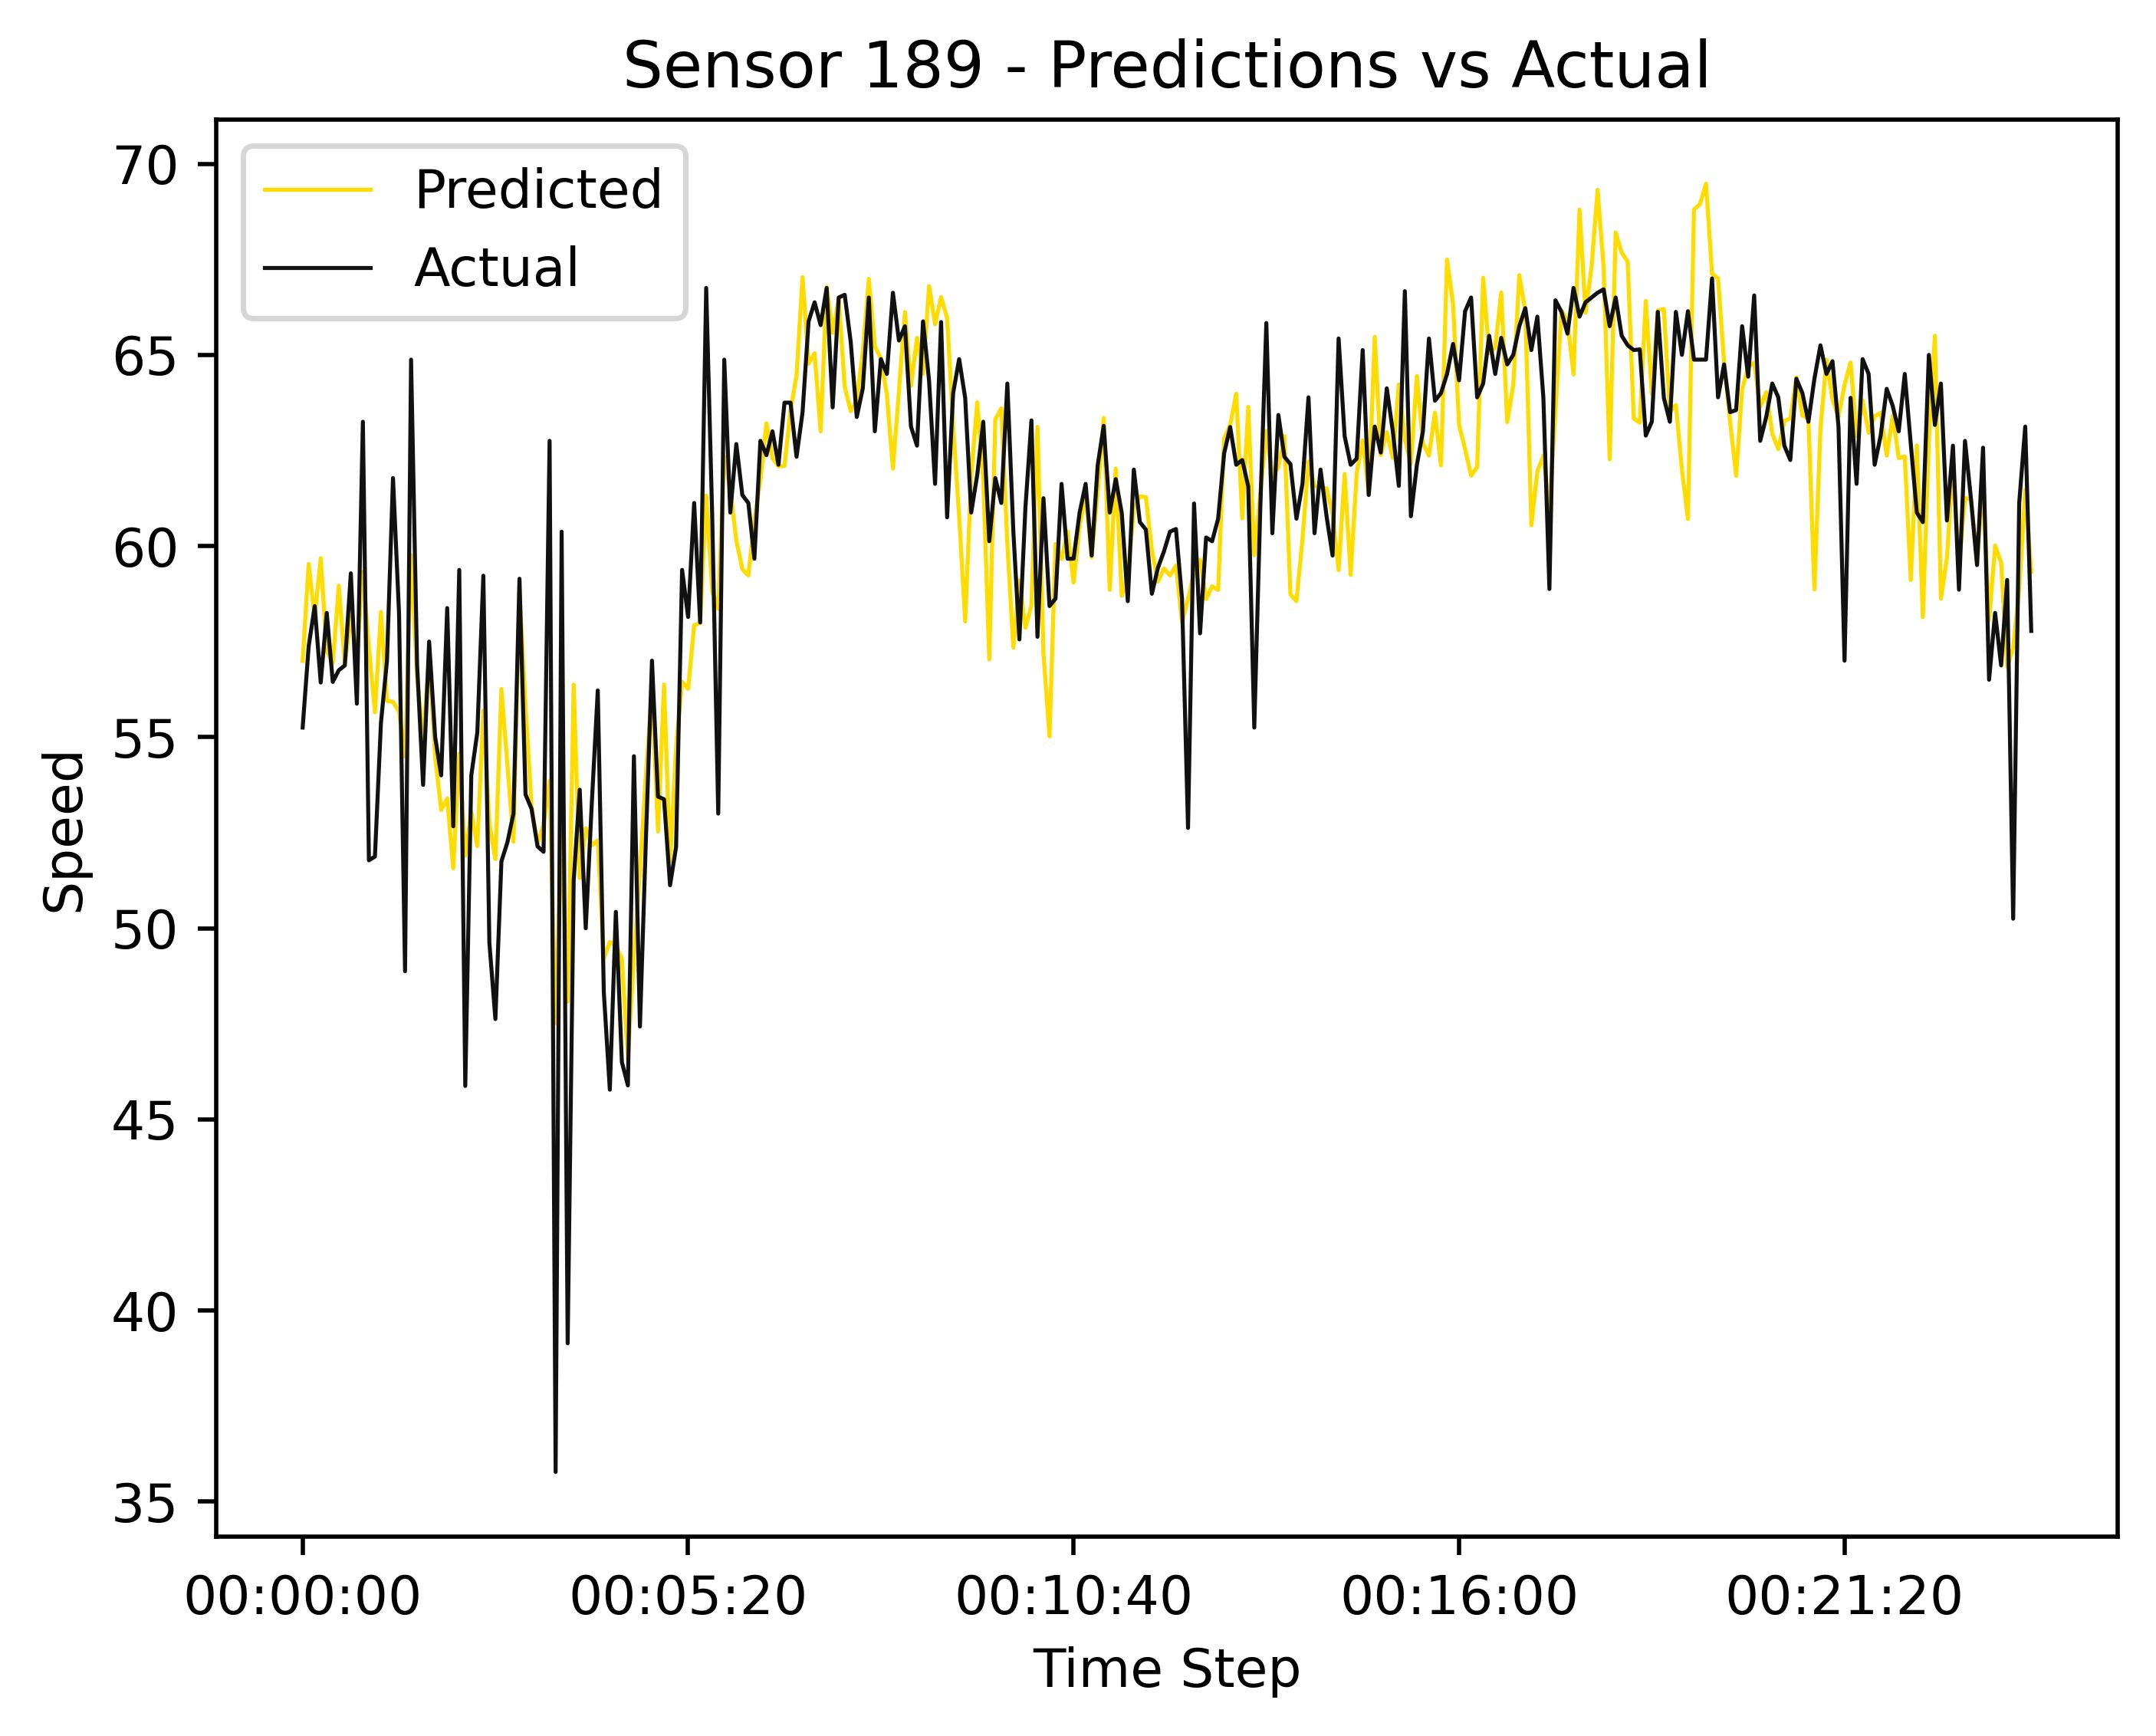 Sensor 189 - Predictions vs Actual
Predicted
Actual
70
65
60
55
50
45
40
35
Speed
00:00:00
00:05:20
00:10:40
00:16:00
00:21:20
Time Step